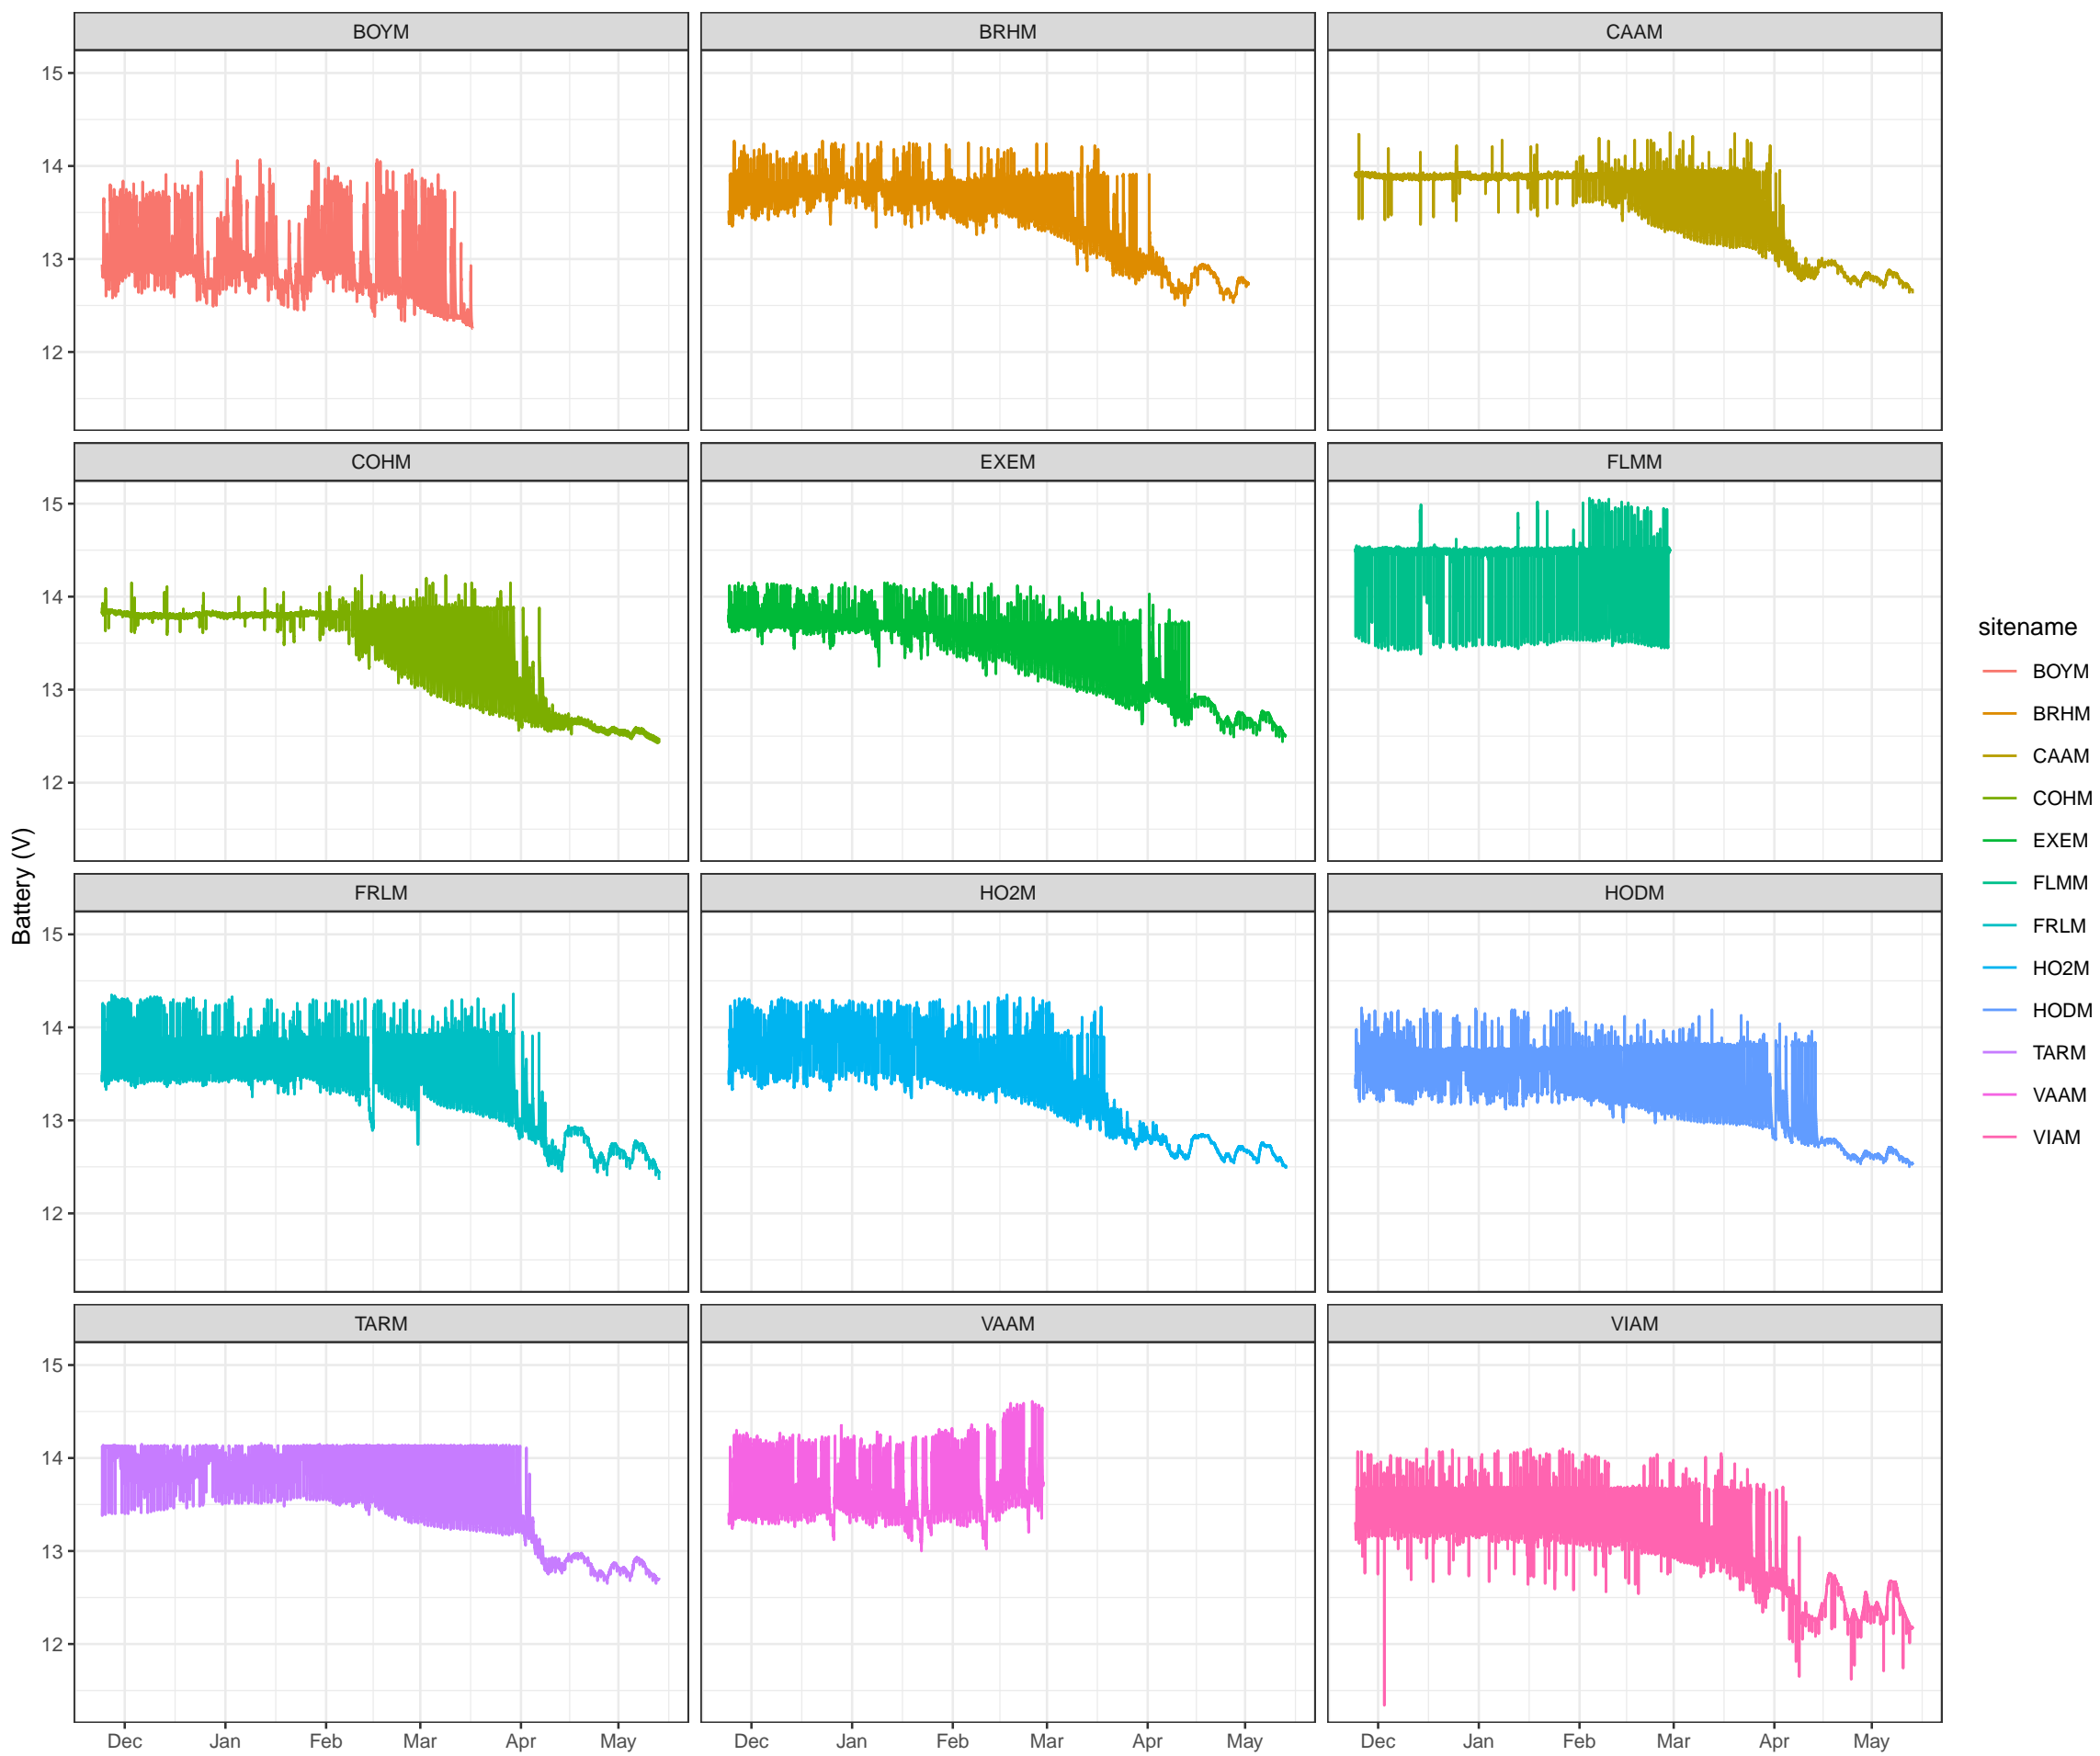 BOYM BRHM CAAM
15
14
13
12
COHM EXEM FLMM
15
14
13
12
FRLM HO2M HODM
15
14
13
12
TARM VAAM VIAM
15
14
13
12
Dec Jan Feb Mar Apr May Dec Jan Feb Mar Apr May Dec Jan Feb Mar Apr May
Battery (V)
sitename
BOYM
BRHM
CAAM
COHM
EXEM
FLMM
FRLM
HO2M
HODM
TARM
VAAM
VIAM